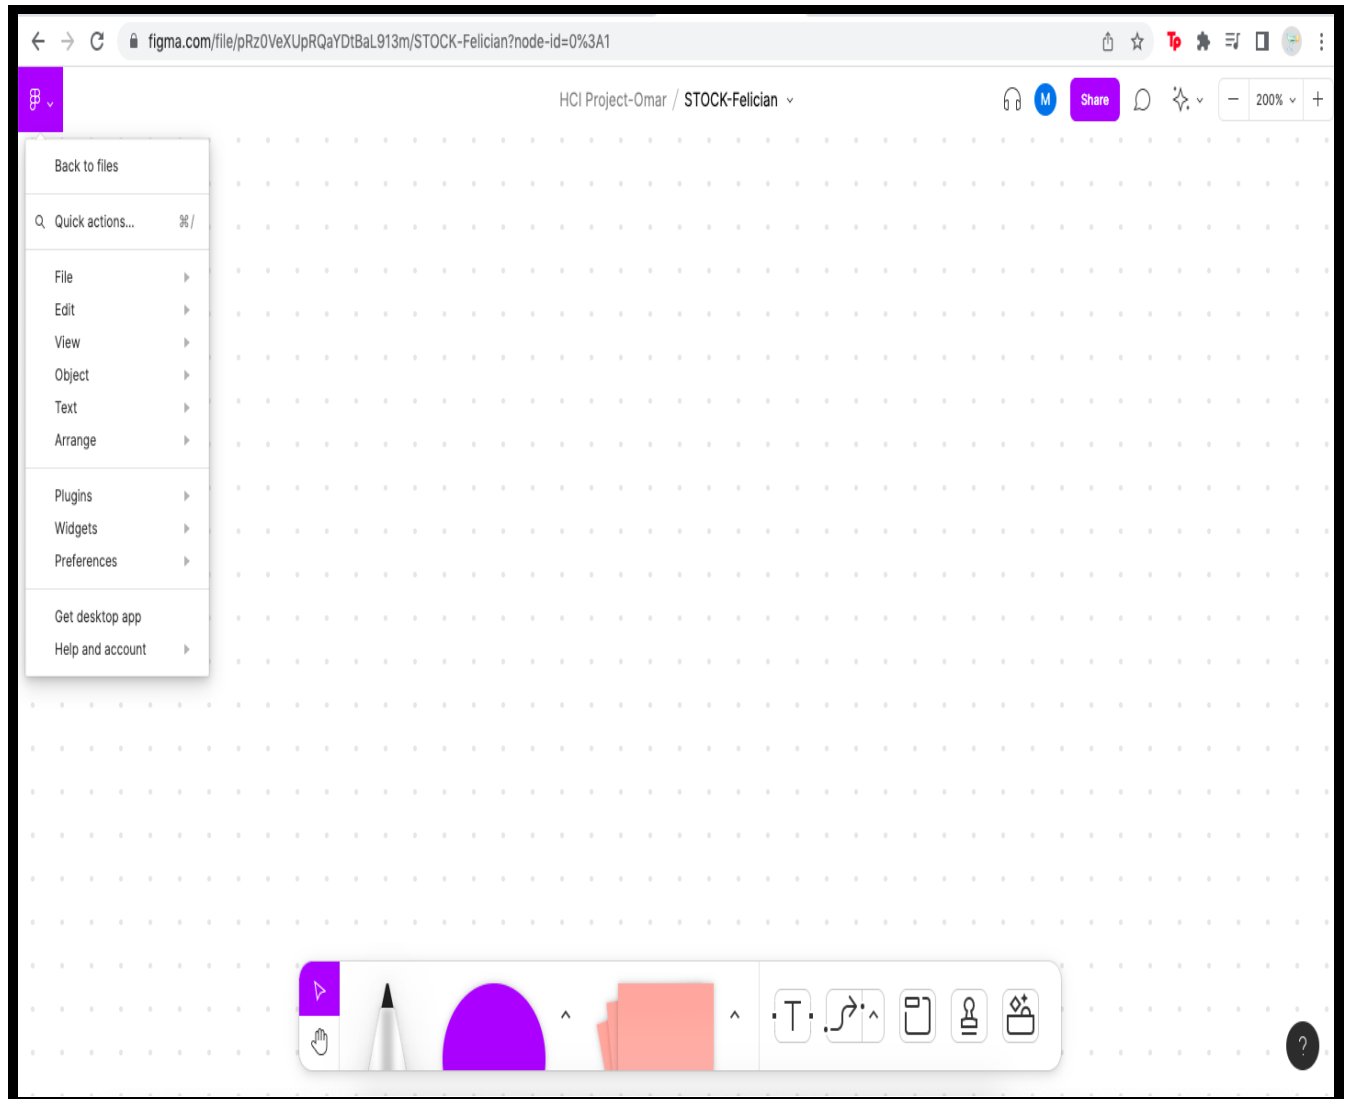 figma.com/file/pRz0VeXUpRQaYDtBaL913m/STOCK-Felician?node-id=0%3A1
Tp
HCI Project-Omar / STOCK-Felician
M
Share
200%
Back to files
Quick actions... ⌘/
File
Edit
View
Object
Text
Arrange
Plugins
Widgets
Preferences
Get desktop app
Help and account
T
?